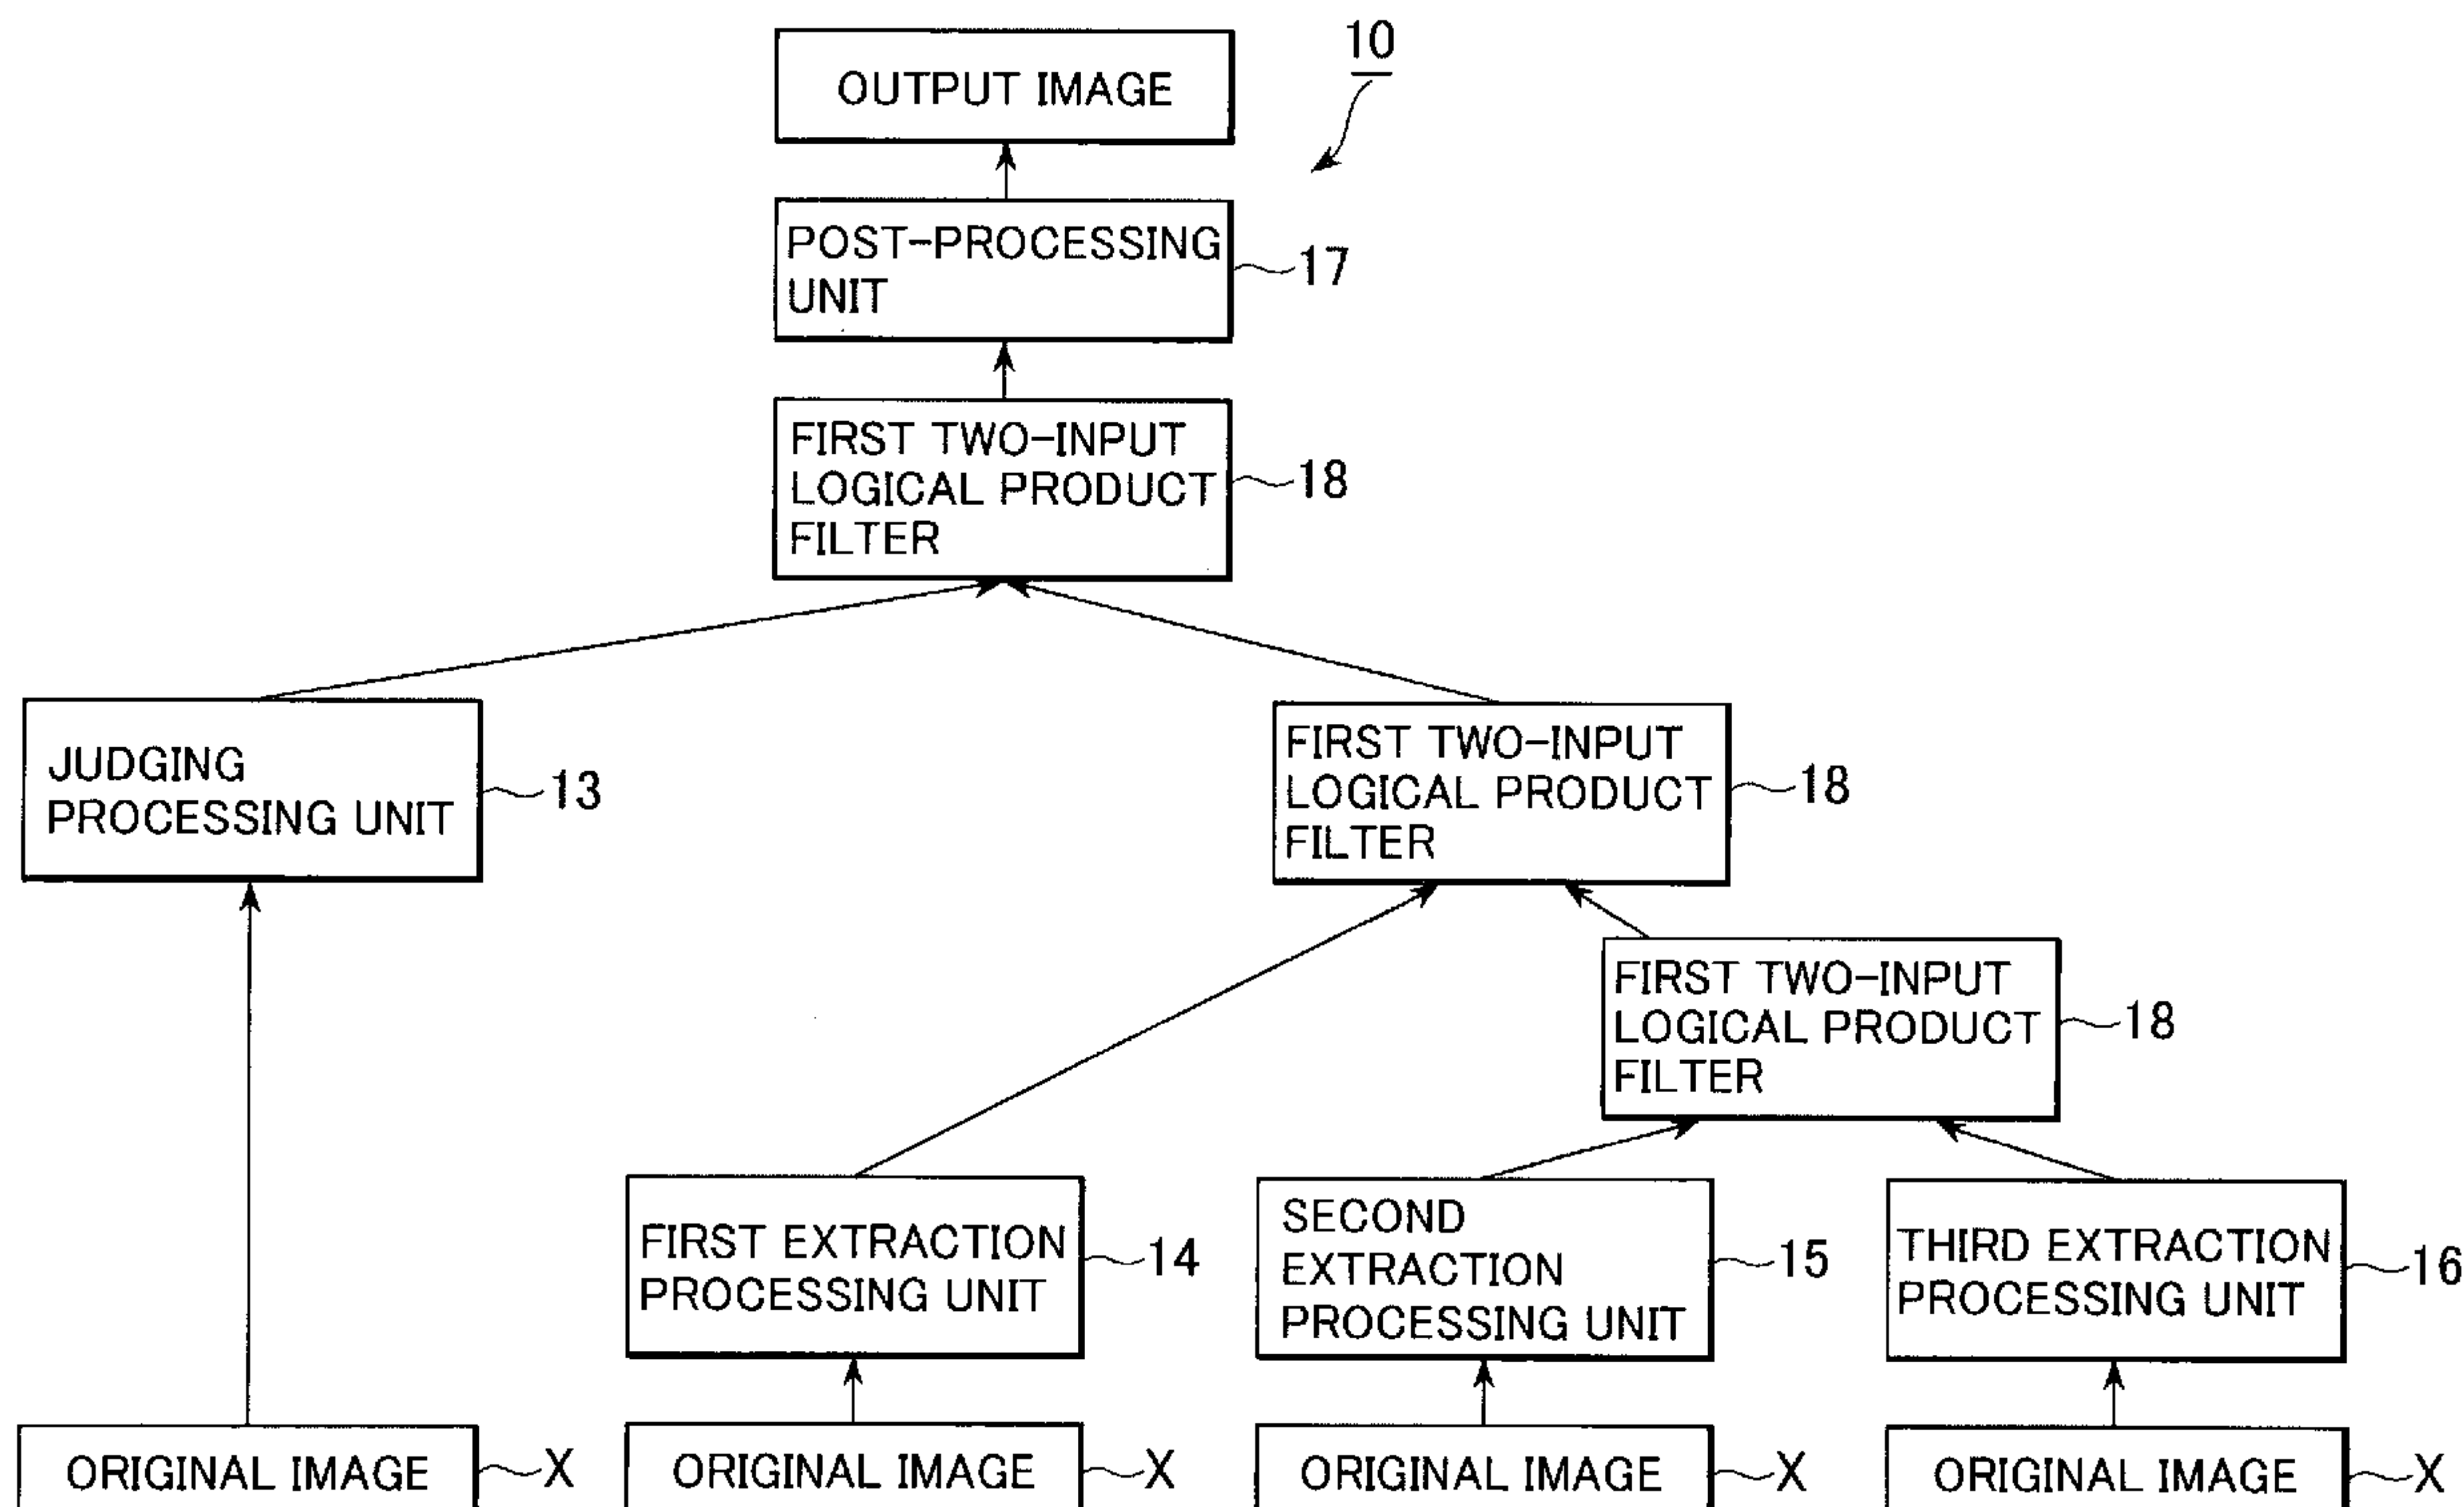 10
OUTPUT IMAGE
POST-PROCESSING
UNIT
17
FIRST TWO-INPUT
LOGICAL PRODUCT
FILTER
18
JUDGING
PROCESSING UNIT
13
FIRST TWO-INPUT
LOGICAL PRODUCT
FILTER
18
FIRST TWO-INPUT
LOGICAL PRODUCT
FILTER
18
FIRST EXTRACTION
PROCESSING UNIT
14
SECOND
EXTRACTION
PROCESSING UNIT
15
THIRD EXTRACTION
PROCESSING UNIT
16
ORIGINAL IMAGE
X
ORIGINAL IMAGE
X
ORIGINAL IMAGE
X
ORIGINAL IMAGE
X